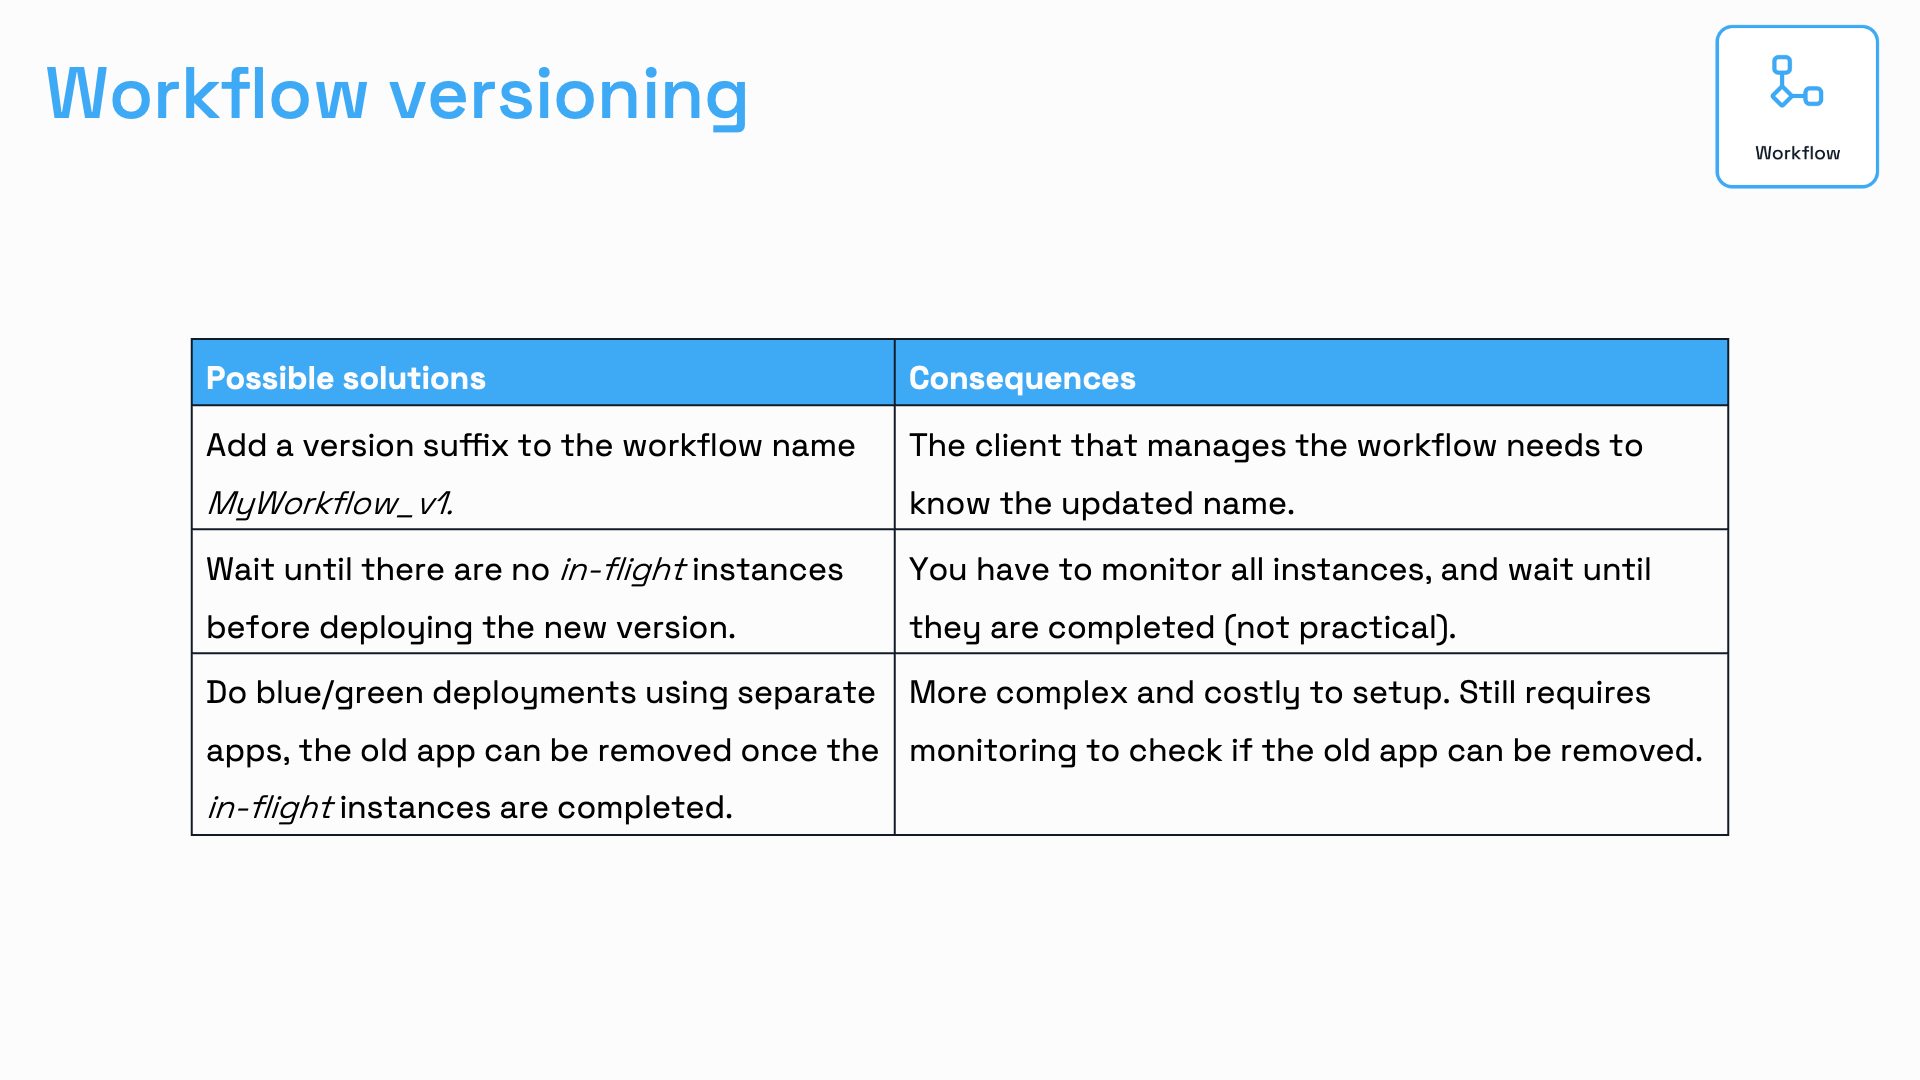 Workflow versioning
Workflow
Possible solutions
Consequences
Add a version suffix to the workflow name
MyWorkflow_v1.
The client that manages the workflow needs to
know the updated name.
Wait until there are no in-flight instances
before deploying the new version.
You have to monitor all instances, and wait until
they are completed (not practical).
Do blue/green deployments using separate
apps, the old app can be removed once the
in-flight instances are completed.
More complex and costly to setup. Still requires
monitoring to check if the old app can be removed.